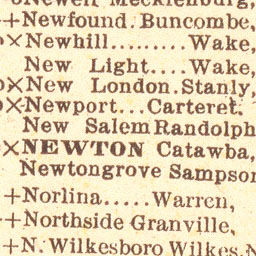 Newell Mecklenburg,
+Newfound. Buncombe,
×Newhill.........Wake,
New Light....Wake,
×New London.Stanly,
×Newport...Carteret.
New Salem Randolph
×NEWTON Catawba,
Newtongrove Sampson
+Norlina.....Warren,
+Northside Granville,
+N. Wilkesboro Wilkes, N